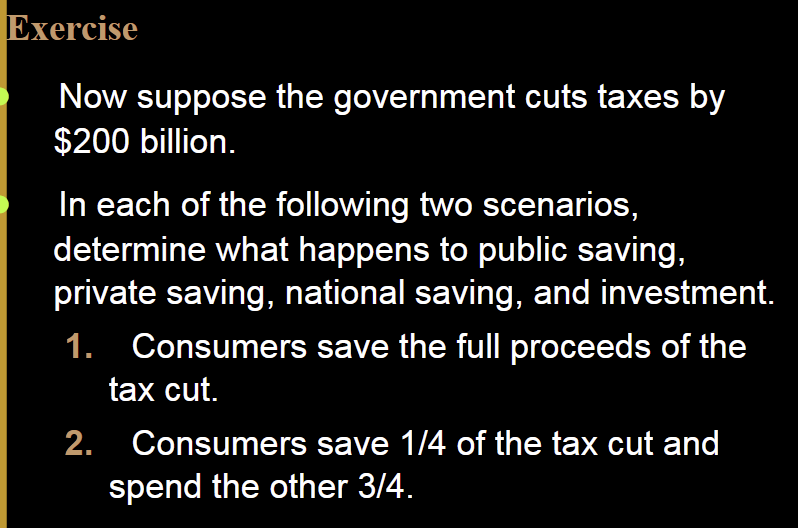 Exercise
Now suppose the government cuts taxes by
$200 billion.
In each of the following two scenarios,
determine what happens to public saving,
private saving, national saving, and investment.
1. Consumers save the full proceeds of the
tax cut.
2. Consumers save 1/4 of the tax cut and
spend the other 3/4.